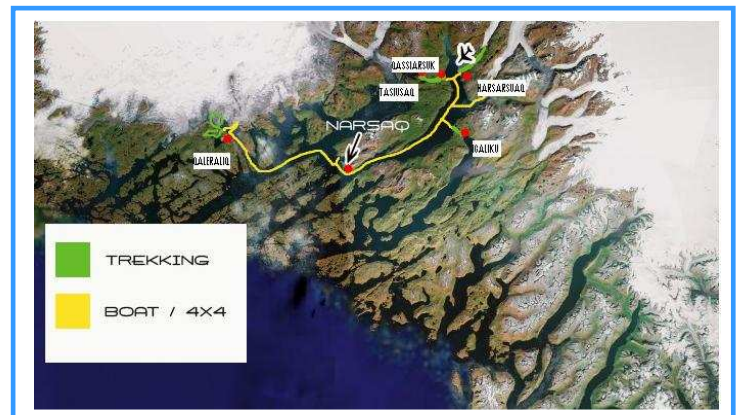 QASSIARSUK
TASIUSAQ
NARSARSUAQ
NARSAQ
IGALIKU
QALERALIQ
TREKKING
BOAT / 4X4